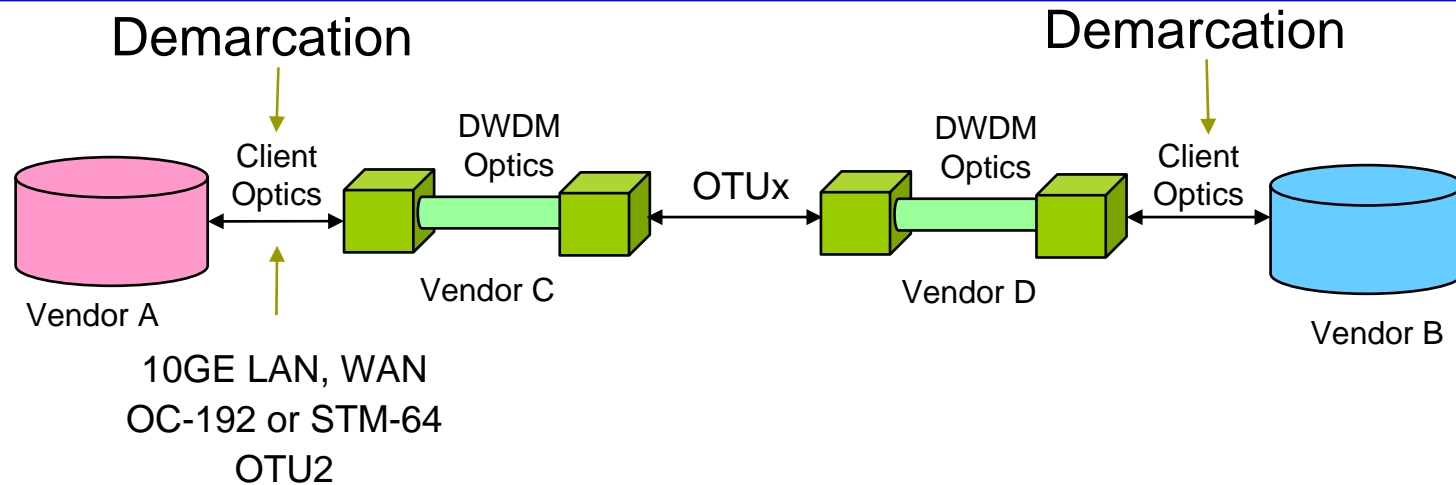 Demarcation
Demarcation
Client
Optics
DWDM
Optics
OTUx
DWDM
Optics
Client
Optics
Vendor A
Vendor C
Vendor D
Vendor B
10GE LAN, WAN
OC-192 or STM-64
OTU2